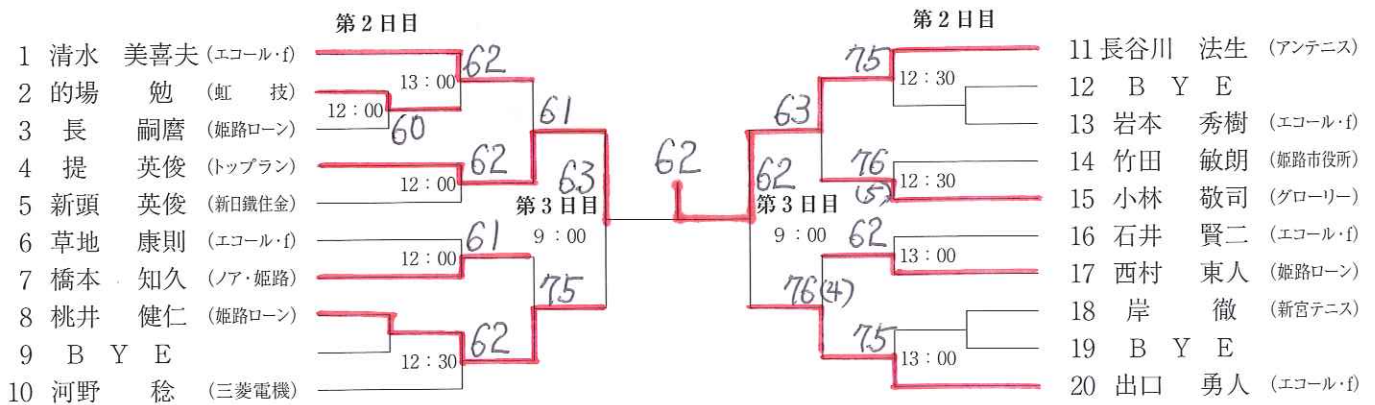 第2日目
1 清水 美喜夫 (エコール・f)
2 的場 勉 (虹 技)
3 長 嗣麿 (姫路ローン)
4 提 英俊 (トップラン)
5 新頭 英俊 (新日鐵住金)
6 草地 康則 (エコール・f)
7 橋本 知久 (ノア・姫路)
8 桃井 健仁 (姫路ローン)
9 B Y E
10 河野 稔 (三菱電機)
13:00
62
12:00
60
12:00
62
12:00
61
12:30
62
61
75
63
第3日目
9:00
62
第2日目
11 長谷川 法生 (アンテニス)
12 B Y E
13 岩本 秀樹 (エコール・f)
14 竹田 敏朗 (姫路市役所)
15 小林 敬司 (グローリー)
16 石井 賢二 (エコール・f)
17 西村 東人 (姫路ローン)
18 岸 徹 (新宮テニス)
19 B Y E
20 出口 勇人 (エコール・f)
75
12:30
76
(5)
12:30
62
13:00
75
13:00
63
76(4)
62
第3日目
9:00